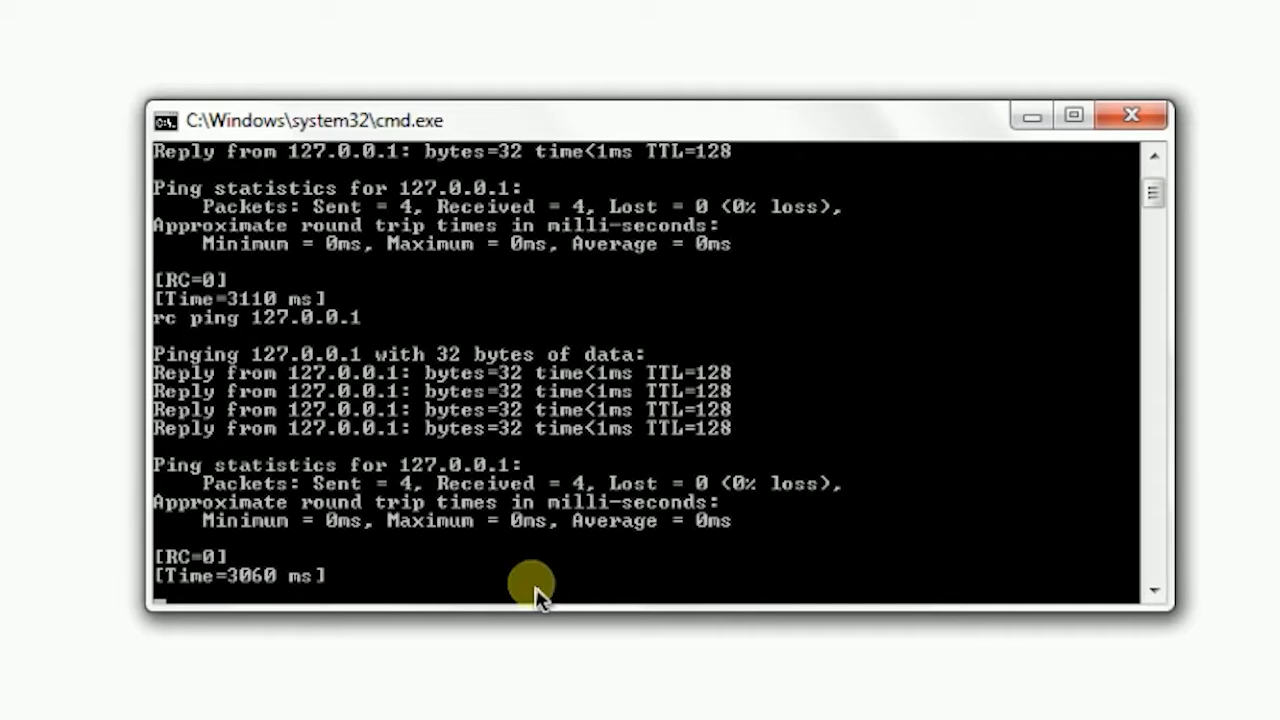 C:\Windows\system32\cmd.exe
Reply from 127.0.0.1: bytes=32 time<1ms TTL=128
Ping statistics for 127.0.0.1:
Packets: Sent = 4, Received = 4, Lost = 0 (0% loss),
Approximate round trip times in milli-seconds:
Minimum = 0ms, Maximum = 0ms, Average = 0ms
[RC=0]
[Time=3110 ms]
rc ping 127.0.0.1
Pinging 127.0.0.1 with 32 bytes of data:
Reply from 127.0.0.1: bytes=32 time<1ms TTL=128
Reply from 127.0.0.1: bytes=32 time<1ms TTL=128
Reply from 127.0.0.1: bytes=32 time<1ms TTL=128
Reply from 127.0.0.1: bytes=32 time<1ms TTL=128
Ping statistics for 127.0.0.1:
Packets: Sent = 4, Received = 4, Lost = 0 (0% loss),
Approximate round trip times in milli-seconds:
Minimum = 0ms, Maximum = 0ms, Average = 0ms
[RC=0]
[Time=3060 ms]